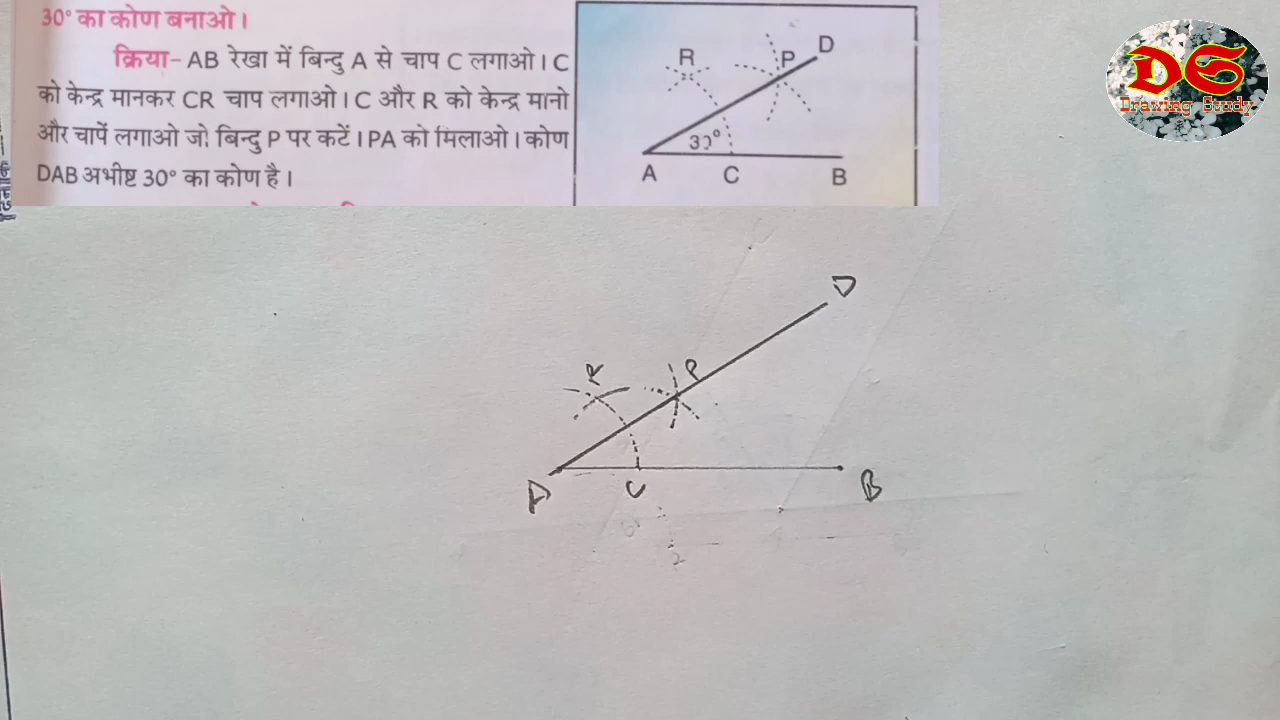 30° का कोण बनाओ।
क्रिया- AB रेखा में बिन्दु A से चाप C लगाओ। C
को केन्द्र मानकर CR चाप लगाओ। C और R को केन्द्र मानो
और चापें लगाओ जो बिन्दु P पर कटें। PA को मिलाओ। कोण
DAB अभीष्ट 30° का कोण है।
R P D
30°
A C B
DS
Drawing Study
D
R P
A C B